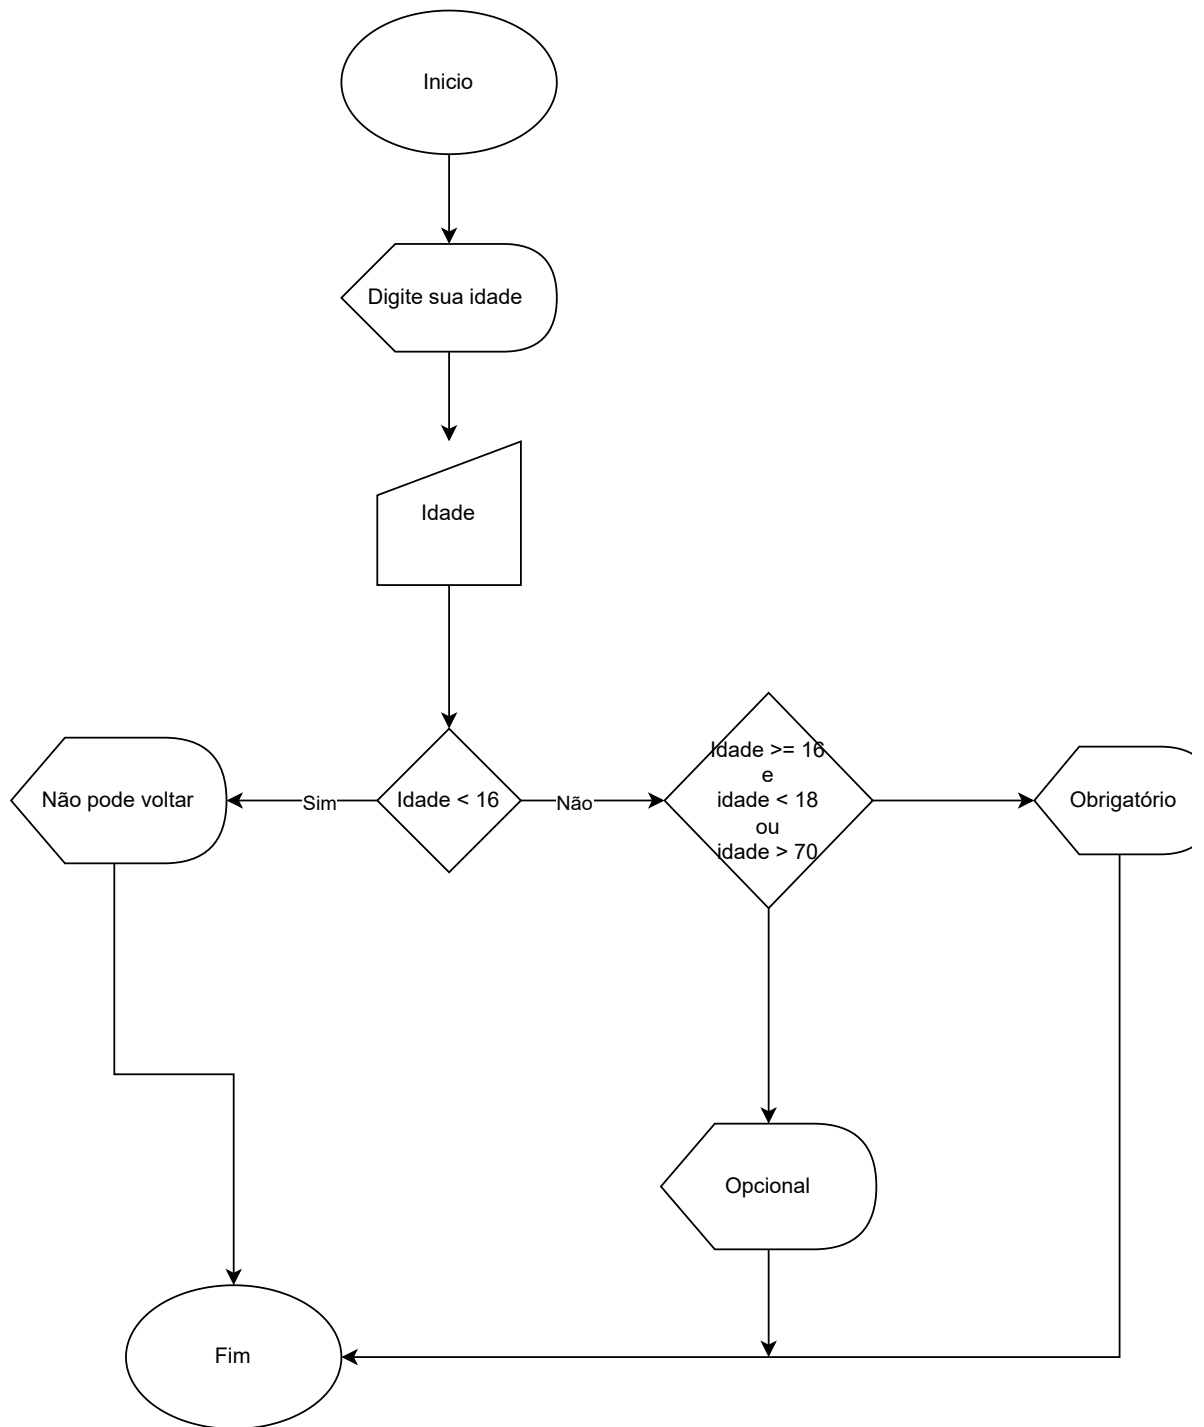 Inicio
Digite sua idade
Idade
Não pode voltar
Sim
Idade < 16
Não
Idade >= 16
e
idade < 18
ou
idade > 70
Obrigatório
Opcional
Fim